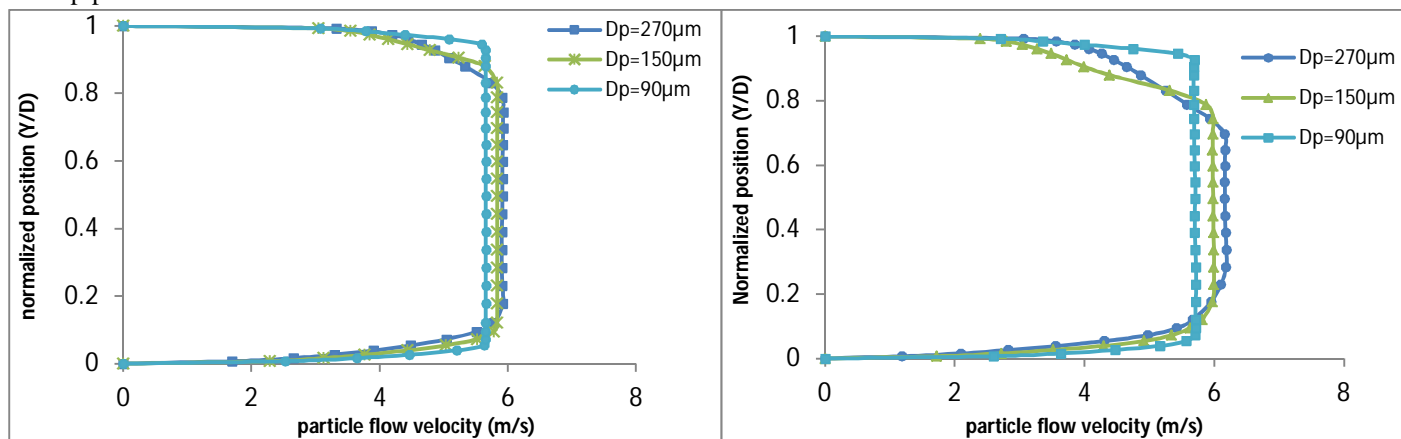 1
0.8
0.6
0.4
0.2
0
normalized position (Y/D)
0 2 4 6 8
particle flow velocity (m/s)
Dp=270µm
Dp=150µm
Dp=90µm
1
0.8
0.6
0.4
0.2
0
Normalized position (Y/D)
0 2 4 6 8
particle flow velocity (m/s)
Dp=270µm
Dp=150µm
Dp=90µm